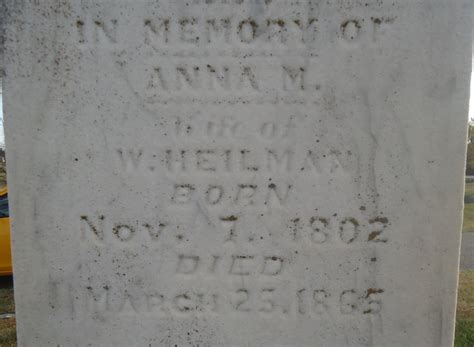 IN MEMORY OF
ANNA M.
Wife of
W. HEILMAN
BORN
Nov. 7. 1802
DIED
MARCH 25. 1865